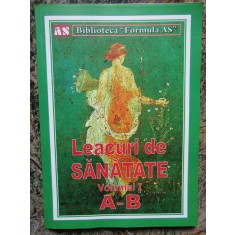 AS Biblioteca "Formula AS"
Leacuri de
SĂNĂTATE
Volumul I
A-B